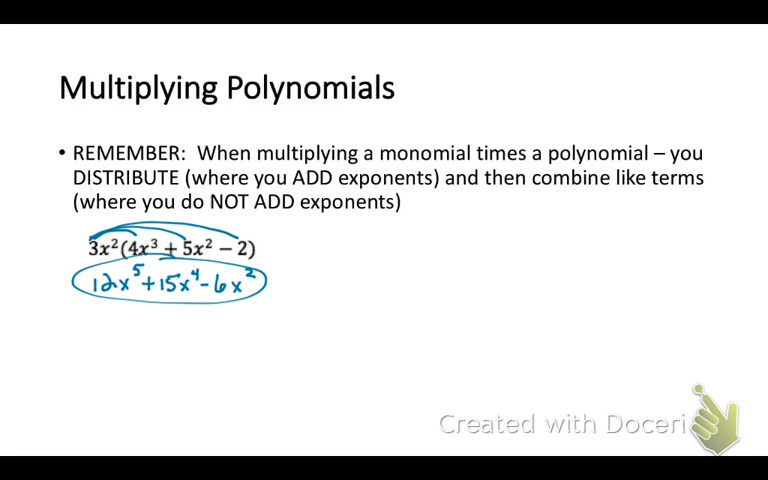 Multiplying Polynomials
• REMEMBER: When multiplying a monomial times a polynomial – you
DISTRIBUTE (where you ADD exponents) and then combine like terms
(where you do NOT ADD exponents)
3x²(4x³ + 5x² − 2)
12x⁵ + 15x⁴ - 6x²
Created with Doceri